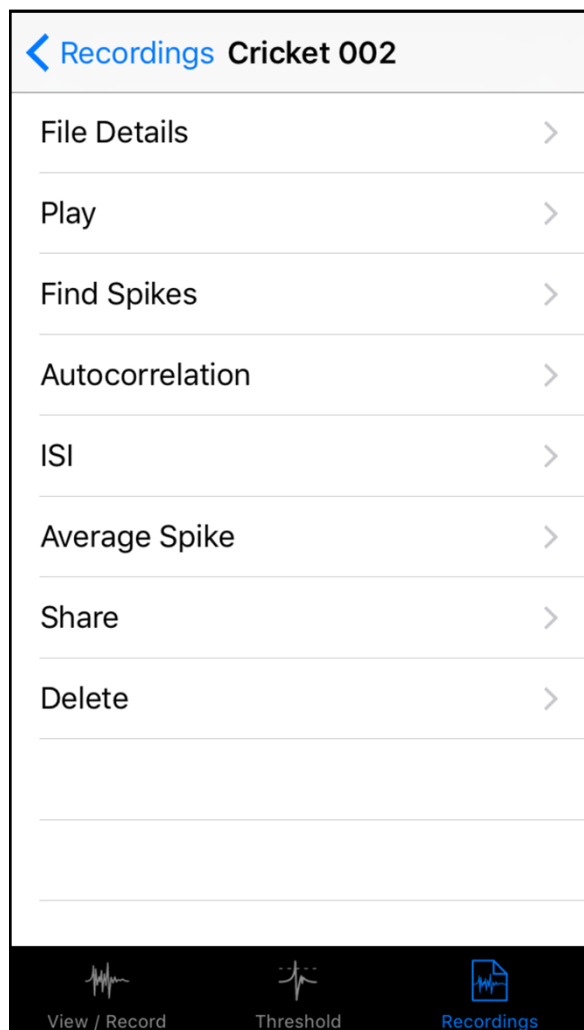 Recordings Cricket 002
File Details
Play
Find Spikes
Autocorrelation
ISI
Average Spike
Share
Delete
View / Record Threshold Recordings